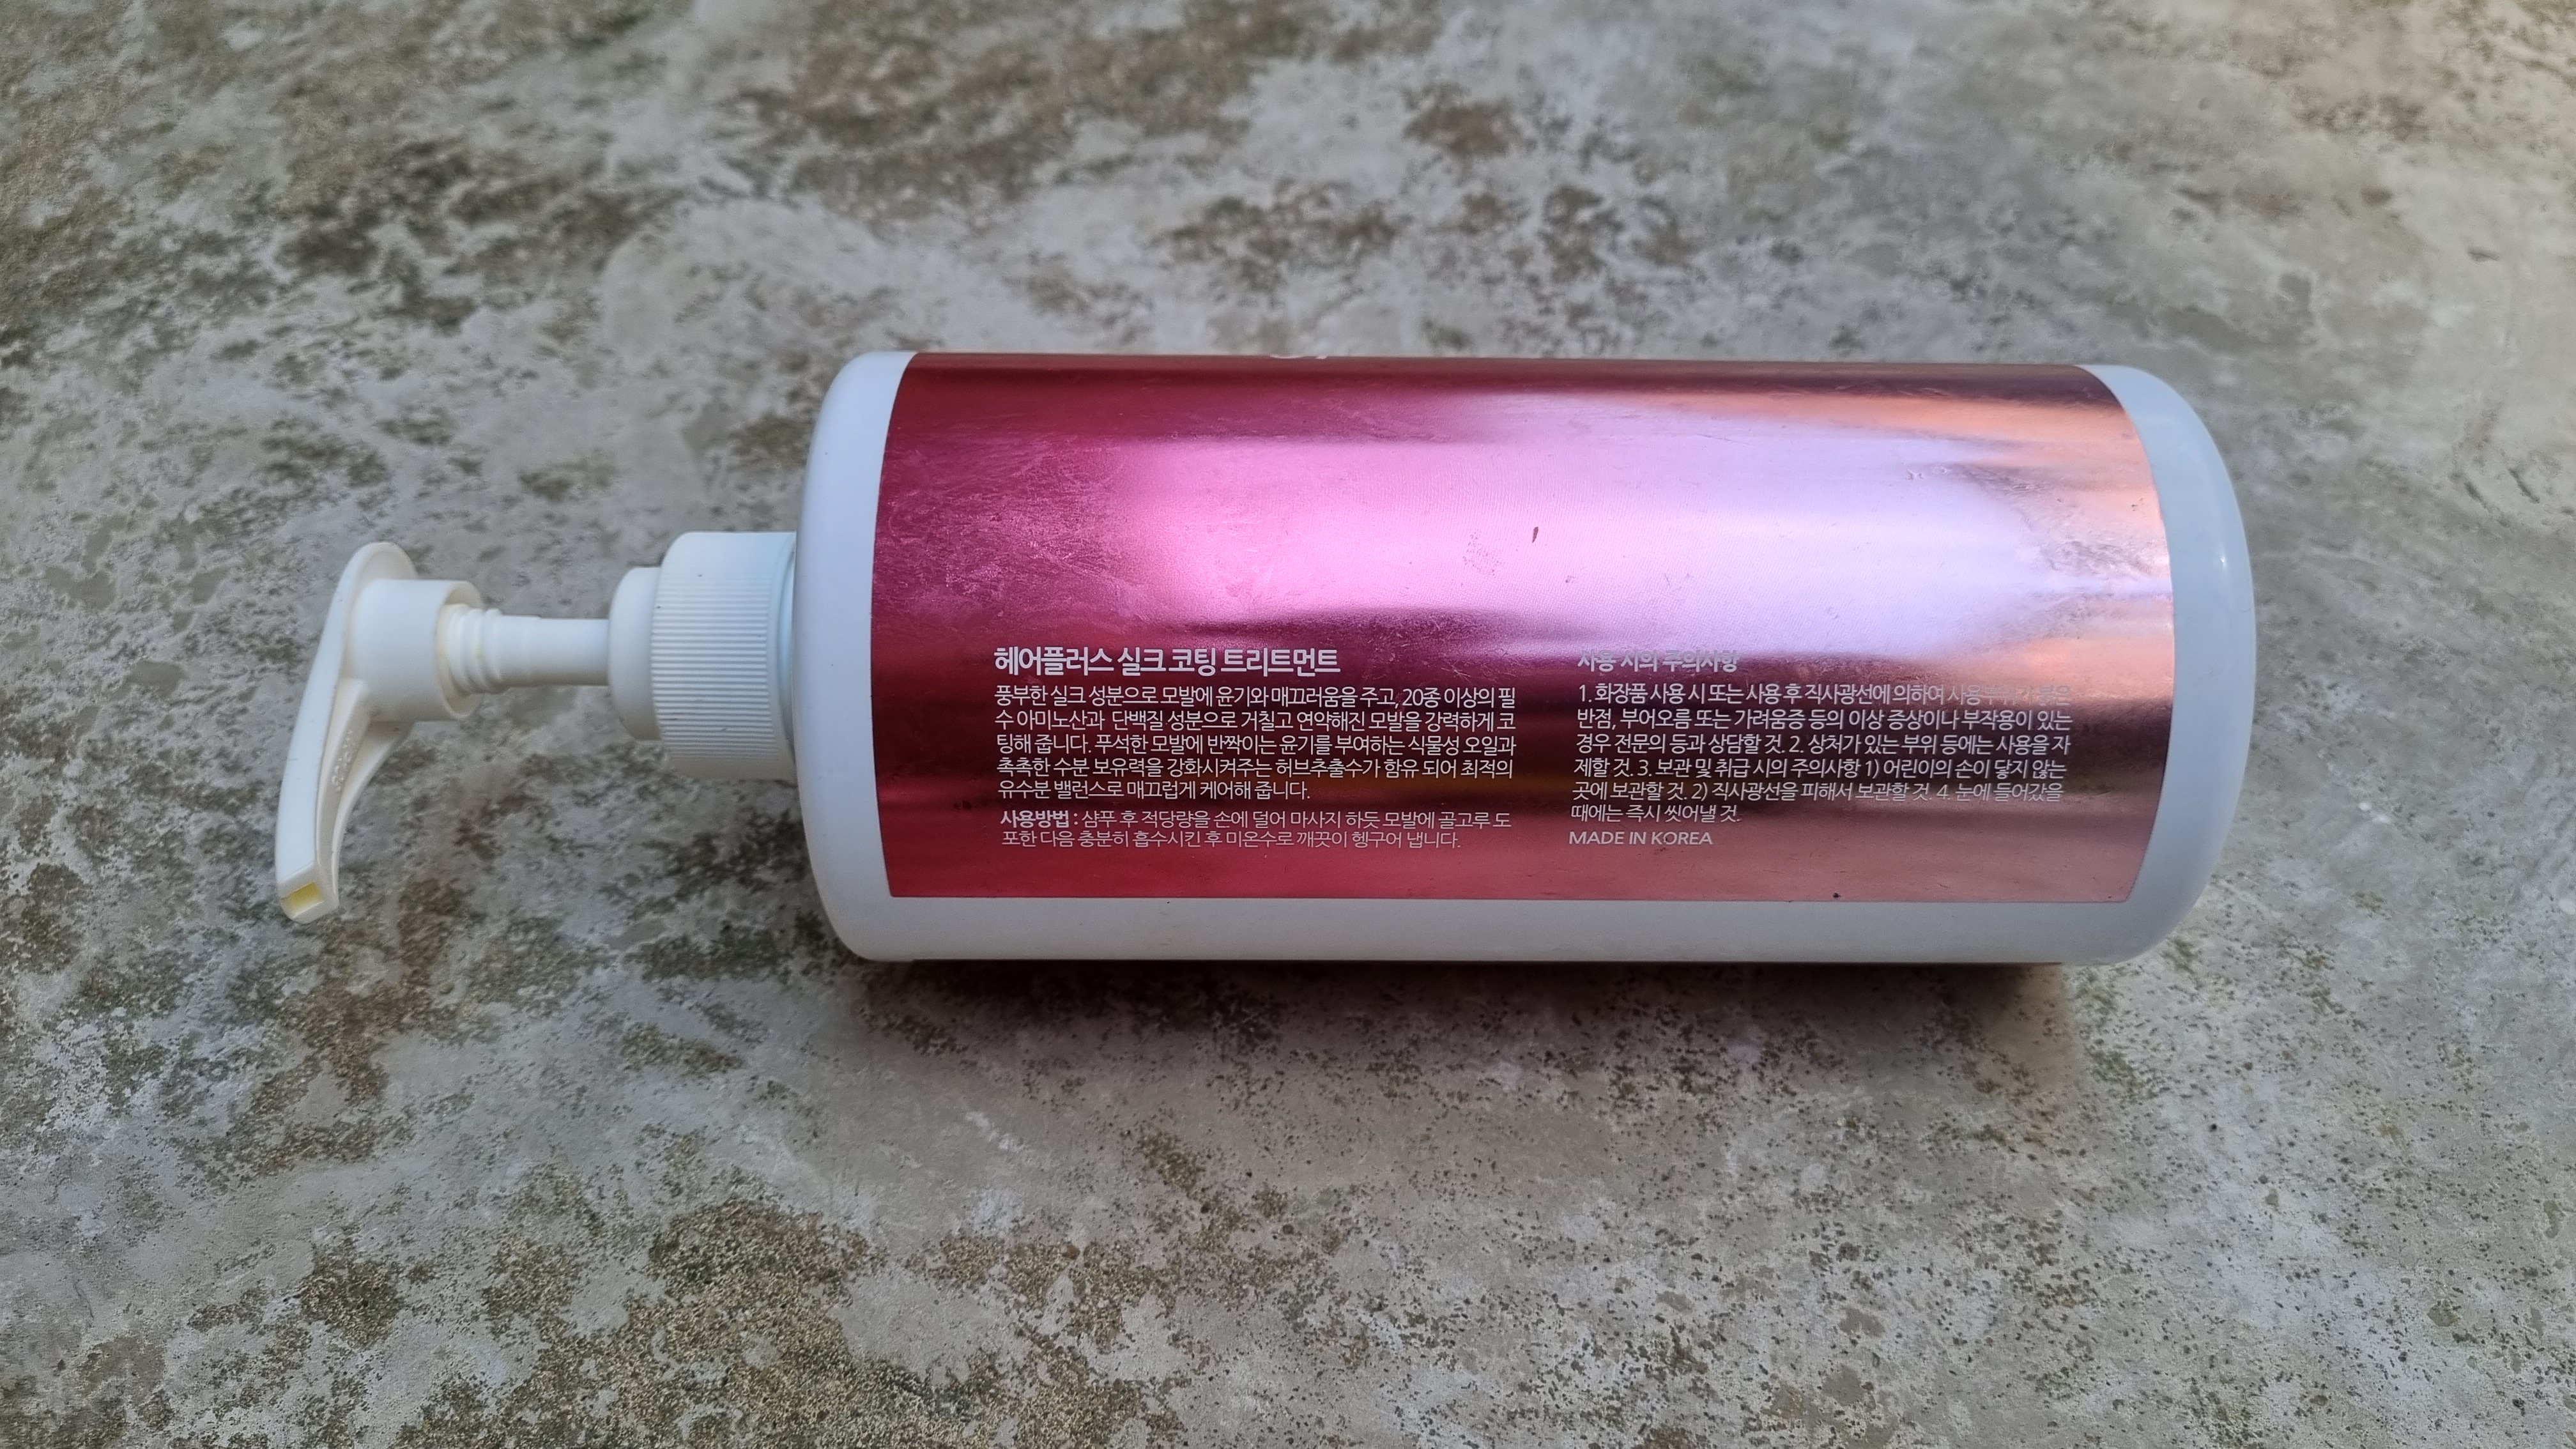 헤어플러스 실크 코팅 트리트먼트
풍부한 실크 성분으로 모발에 윤기와 매끄러움을 주고, 20종 이상의 필
수 아미노산과 단백질 성분으로 거칠고 연약해진 모발을 강력하게 코
팅해 줍니다. 푸석한 모발에 반짝이는 윤기를 부여하는 식물성 오일과
촉촉한 수분 보유력을 강화시켜주는 허브추출수가 함유 되어 최적의
유수분 밸런스로 매끄럽게 케어해 줍니다.
사용방법 : 샴푸 후 적당량을 손에 덜어 마사지 하듯 모발에 골고루 도
포한 다음 충분히 흡수시킨 후 미온수로 깨끗이 헹구어 냅니다.
사용 시의 주의사항
1. 화장품 사용 시 또는 사용 후 직사광선에 의하여 사용부위가 붉은
반점, 부어오름 또는 가려움증 등의 이상 증상이나 부작용이 있는
경우 전문의 등과 상담할 것. 2. 상처가 있는 부위 등에는 사용을 자
제할 것. 3. 보관 및 취급 시의 주의사항 1) 어린이의 손이 닿지 않는
곳에 보관할 것. 2) 직사광선을 피해서 보관할 것. 4. 눈에 들어갔을
때에는 즉시 씻어낼 것.
MADE IN KOREA